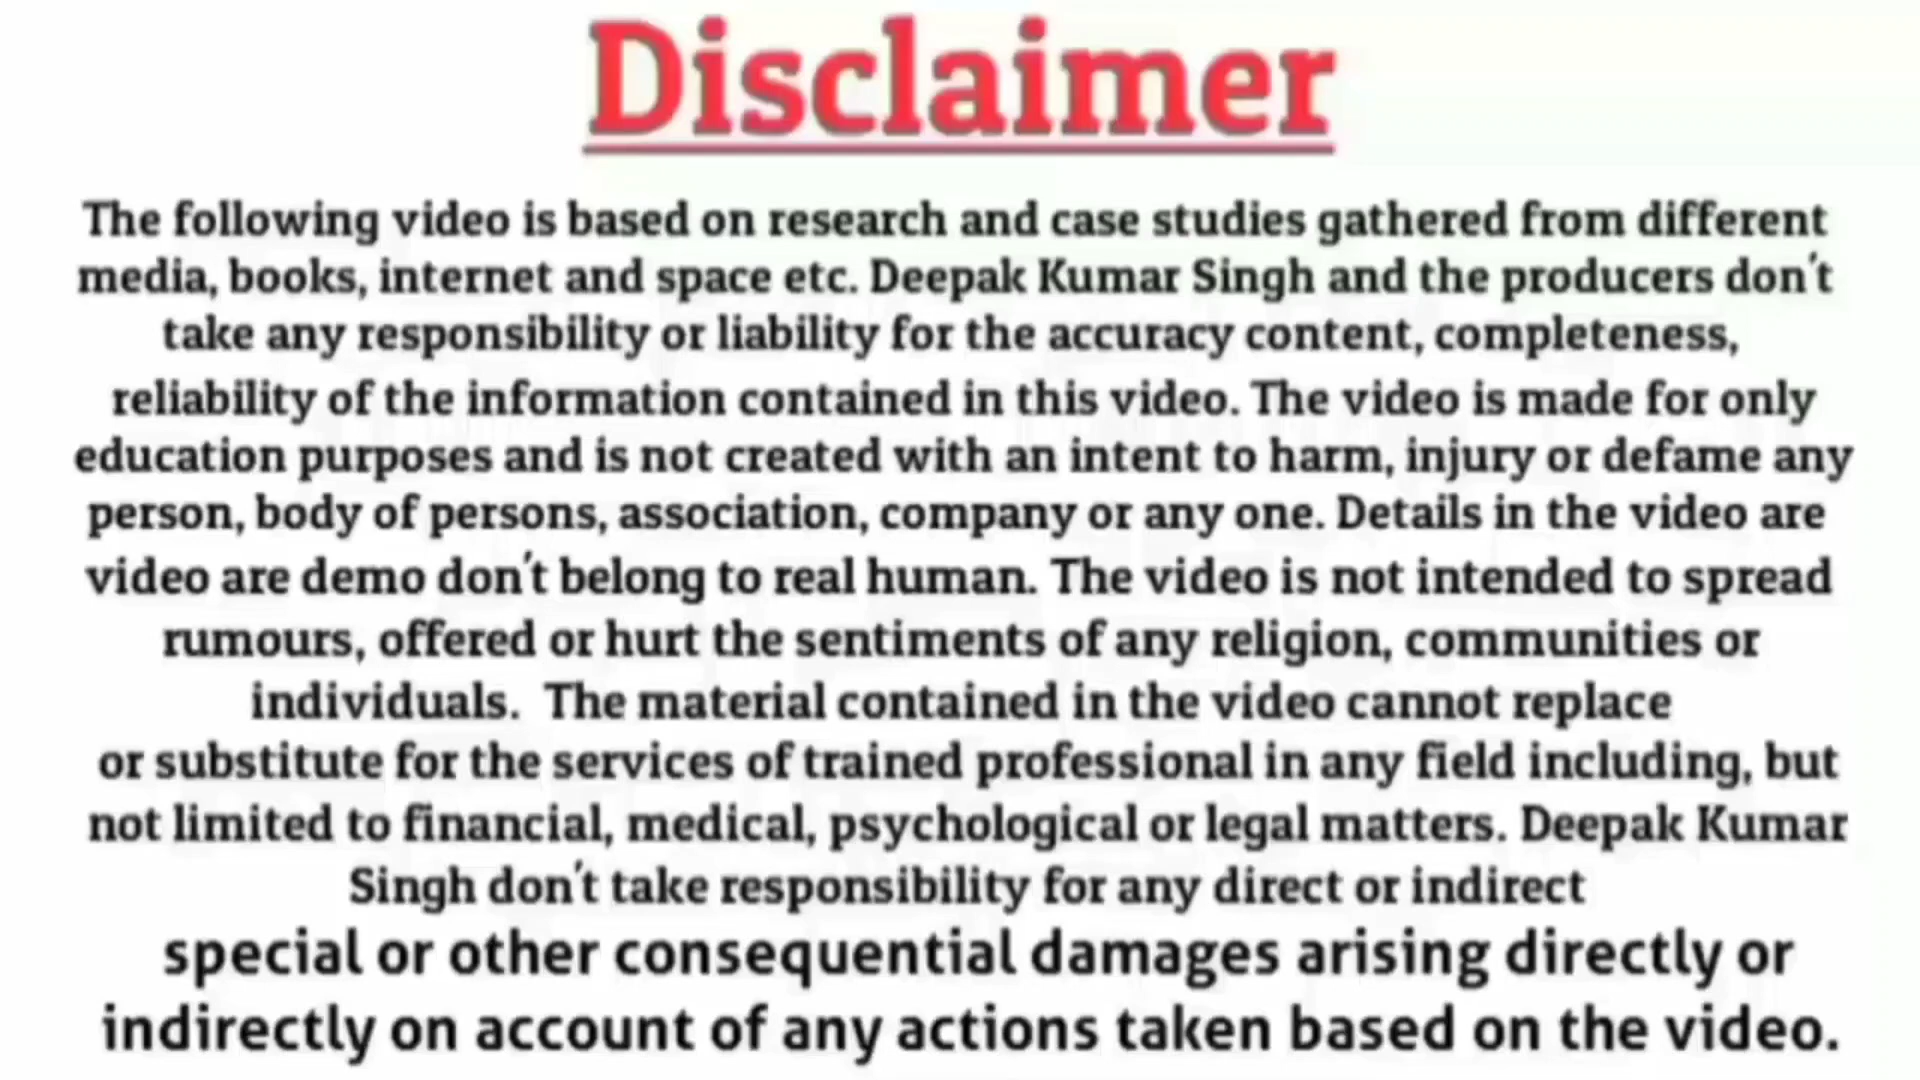 Disclaimer
The following video is based on research and case studies gathered from different
media, books, internet and space etc. Deepak Kumar Singh and the producers don't
take any responsibility or liability for the accuracy content, completeness,
reliability of the information contained in this video. The video is made for only
education purposes and is not created with an intent to harm, injury or defame any
person, body of persons, association, company or any one. Details in the video are
video are demo don't belong to real human. The video is not intended to spread
rumours, offered or hurt the sentiments of any religion, communities or
individuals. The material contained in the video cannot replace
or substitute for the services of trained professional in any field including, but
not limited to financial, medical, psychological or legal matters. Deepak Kumar
Singh don't take responsibility for any direct or indirect
special or other consequential damages arising directly or
indirectly on account of any actions taken based on the video.